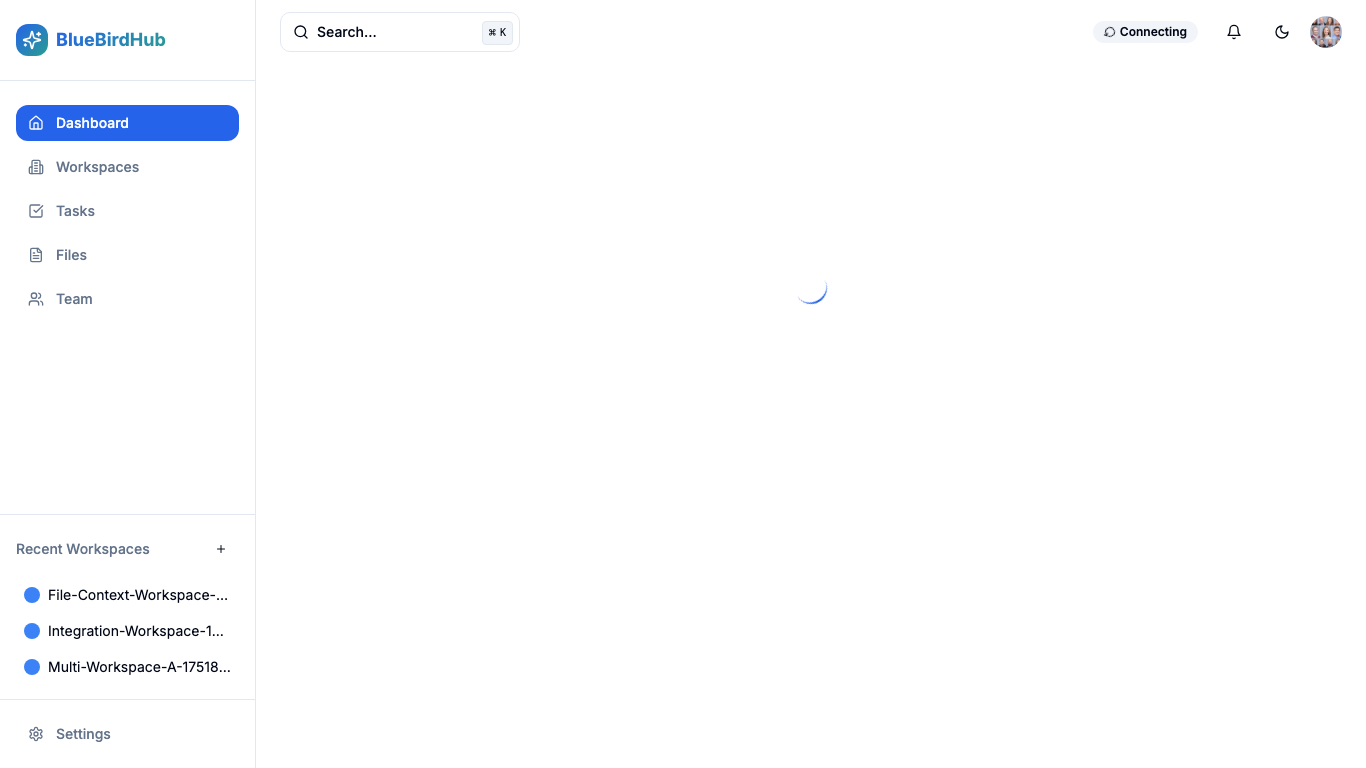 BlueBirdHub
Search...
⌘ K
Connecting
Dashboard
Workspaces
Tasks
Files
Team
Recent Workspaces
+
File-Context-Workspace-...
Integration-Workspace-1...
Multi-Workspace-A-17518...
Settings